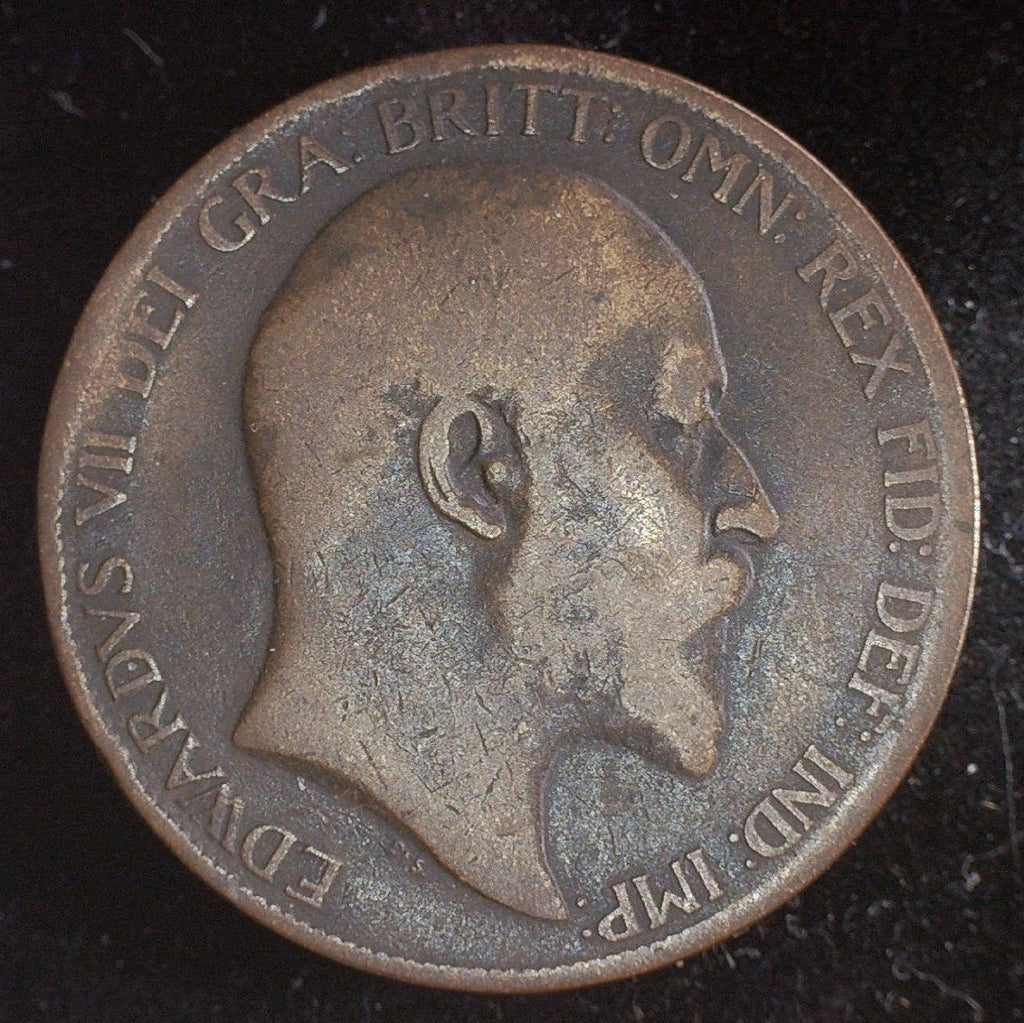 EDWARDVS VII DEI GRA: BRITT: OMN: REX FID: DEF: IND: IMP: